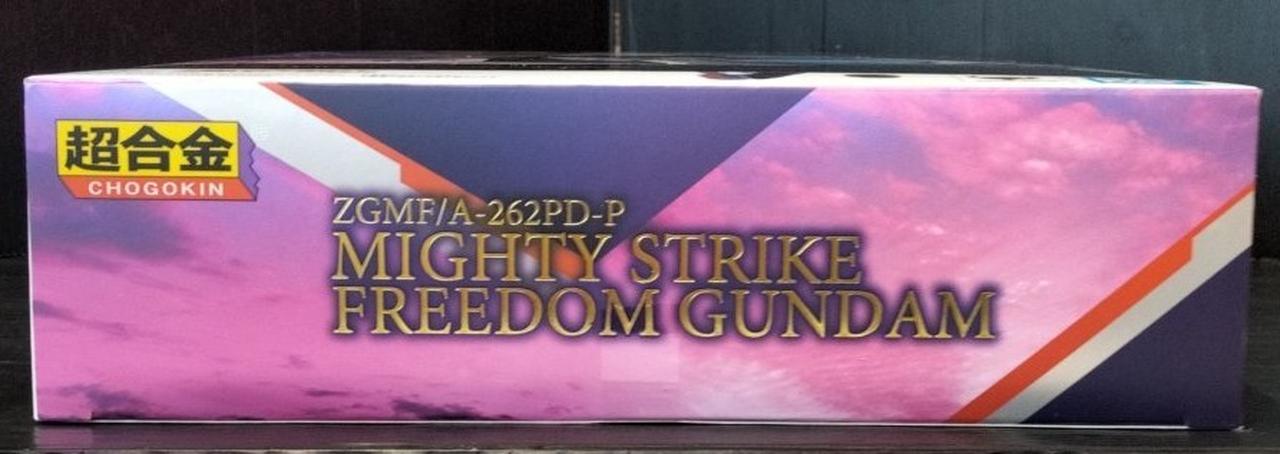 超合金
CHOGOKIN
ZGMF/A-262PD-P
MIGHTY STRIKE
FREEDOM GUNDAM